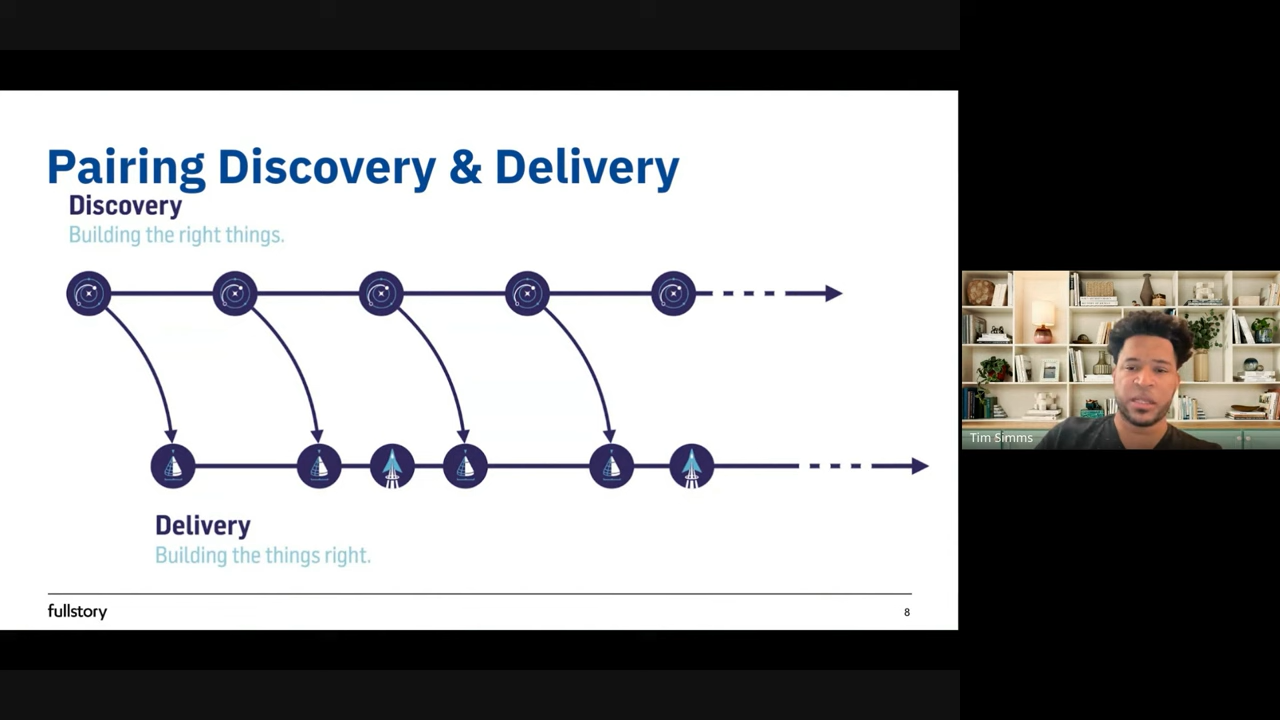 Pairing Discovery & Delivery
Discovery
Building the right things.
Delivery
Building the things right.
fullstory
8
Tim Simms